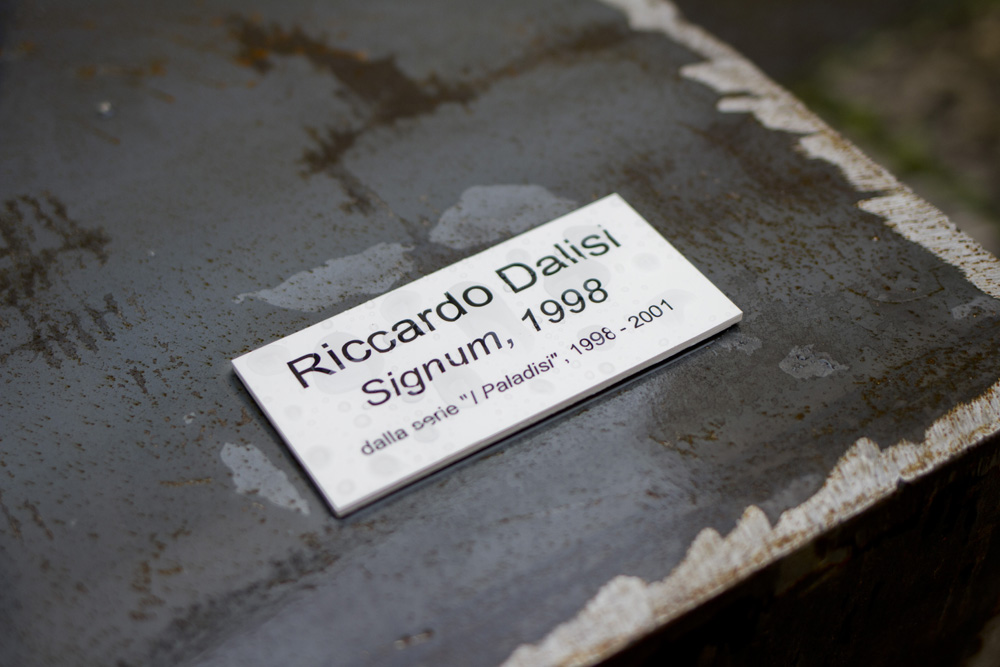 Riccardo Dalisi
Signum, 1998
dalla serie "I Paladisi" , 1998 - 2001